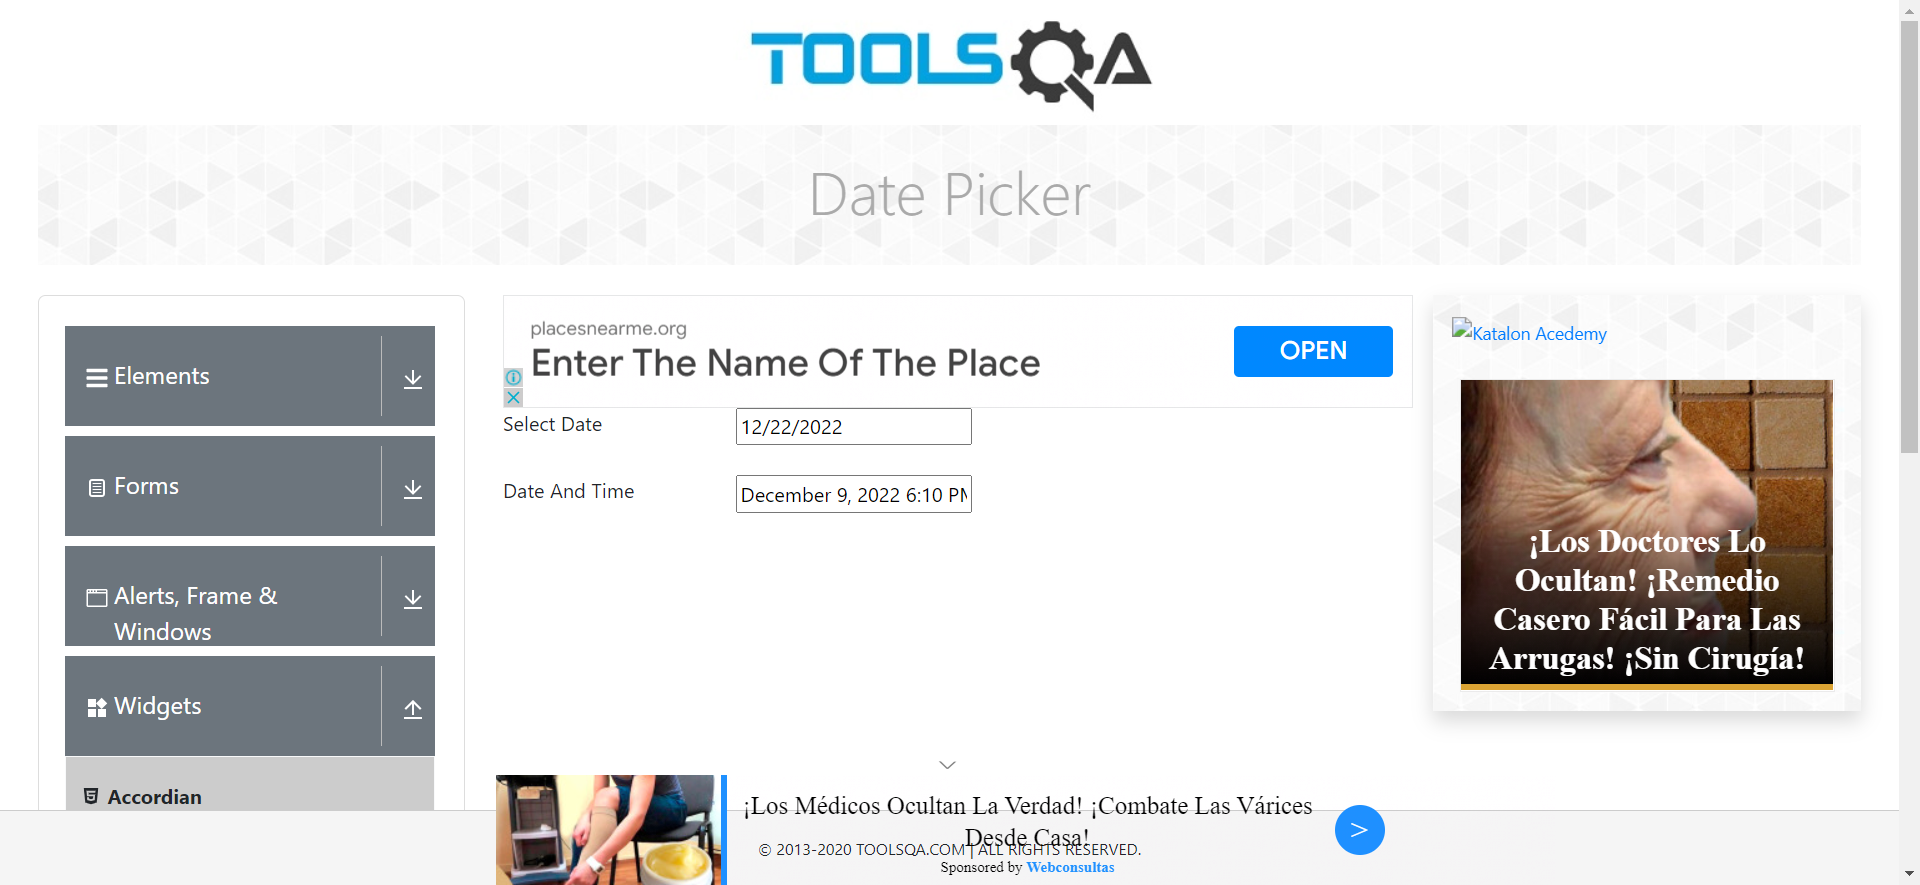 TOOLSQA
Date Picker
Elements
Forms
Alerts, Frame &
Windows
Widgets
Accordian
placesnearme.org
Enter The Name Of The Place
OPEN
Select Date
12/22/2022
Date And Time
December 9, 2022 6:10 PM
Katalon Acedemy
¡Los Doctores Lo
Ocultan! ¡Remedio
Casero Fácil Para Las
Arrugas! ¡Sin Cirugía!
¡Los Médicos Ocultan La Verdad! ¡Combate Las Várices
Desde Casa!
© 2013-2020 TOOLSQA.COM | ALL RIGHTS RESERVED.
Sponsored by Webconsultas